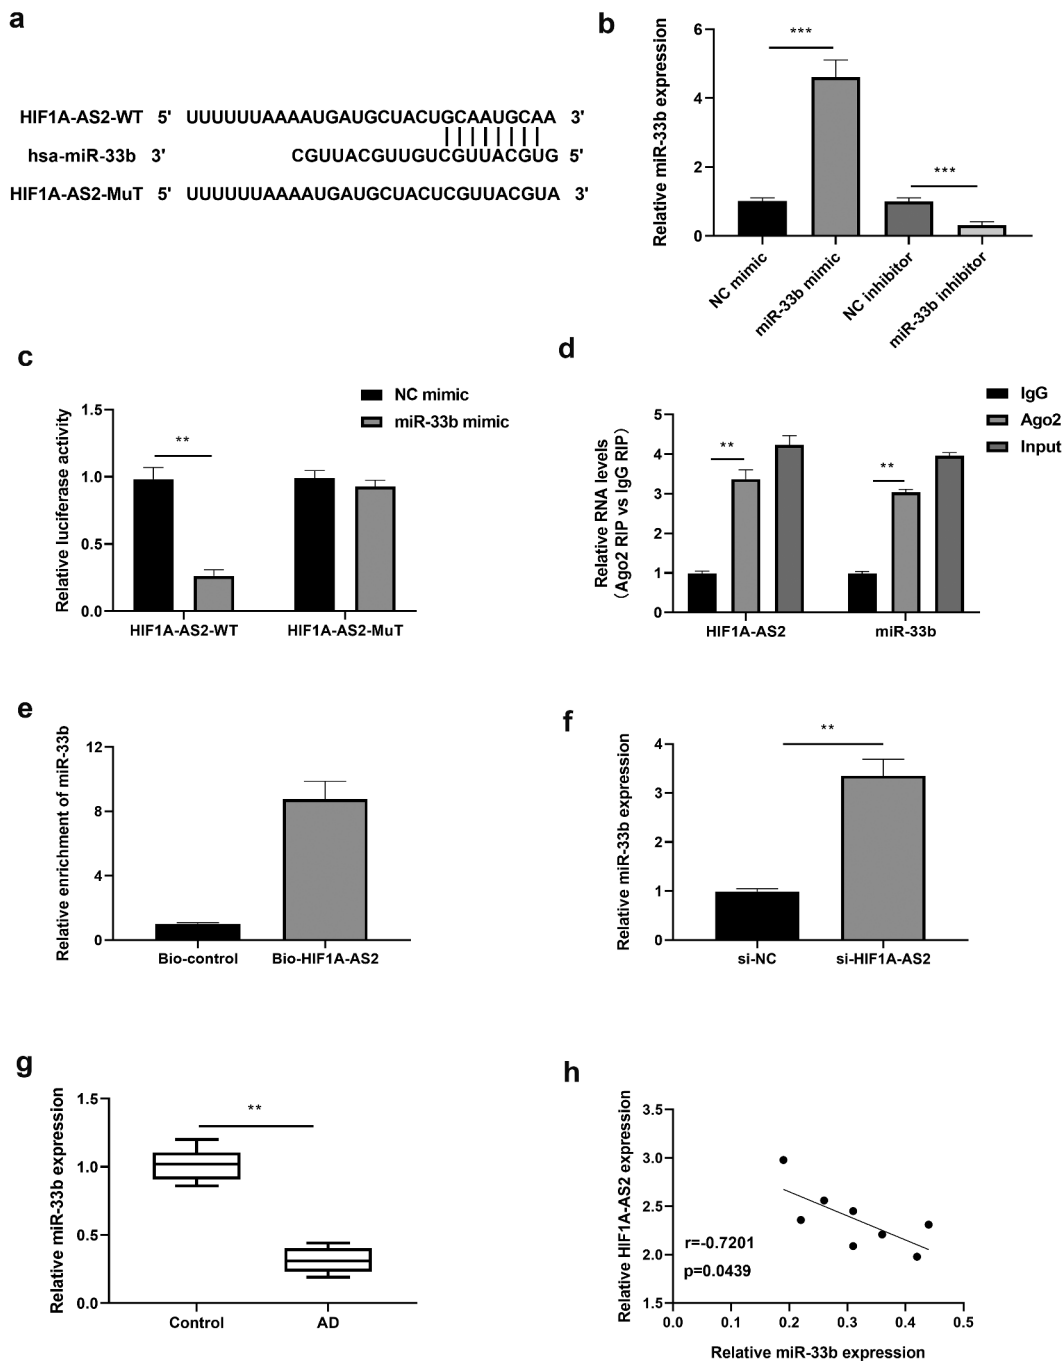 a
HIF1A-AS2-WT 5' UUUUUUAAAAUGAUGCUACUGCAAUGCAA 3'
hsa-miR-33b 3' CGUUACGUUGUCGUUACGUG 5'
HIF1A-AS2-MuT 5' UUUUUUAAAAUGAUGCUACUCGUUACGUA 3'
b
Relative miR-33b expression
6
4
2
0
***
***
NC mimic
miR-33b mimic
NC inhibitor
miR-33b inhibitor
c
NC mimic
miR-33b mimic
Relative luciferase activity
1.5
1.0
0.5
0.0
**
HIF1A-AS2-WT
HIF1A-AS2-MuT
d
IgG
Ago2
Input
Relative RNA levels
(Ago2 RIP vs IgG RIP)
5
4
3
2
1
0
**
**
HIF1A-AS2
miR-33b
e
Relative enrichment of miR-33b
12
8
4
0
Bio-control
Bio-HIF1A-AS2
f
Relative miR-33b expression
4
3
2
1
0
**
si-NC
si-HIF1A-AS2
g
Relative miR-33b expression
1.5
1.0
0.5
0.0
**
Control
AD
h
Relative HIF1A-AS2 expression
3.5
3.0
2.5
2.0
1.5
r=-0.7201
p=0.0439
0.0 0.1 0.2 0.3 0.4 0.5
Relative miR-33b expression